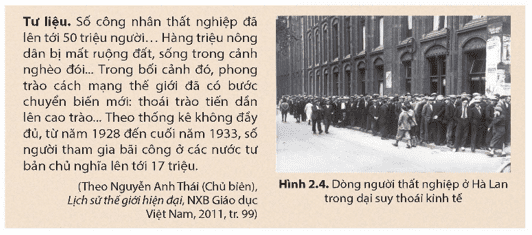 Tư liệu. Số công nhân thất nghiệp đã
lên tới 50 triệu người… Hàng triệu nông
dân bị mất ruộng đất, sống trong cảnh
nghèo đói... Trong bối cảnh đó, phong
trào cách mạng thế giới đã có bước
chuyển biến mới: thoái trào tiến dần
lên cao trào... Theo thống kê không đầy
đủ, từ năm 1928 đến cuối năm 1933, số
người tham gia bãi công ở các nước tư
bản chủ nghĩa lên tới 17 triệu.
(Theo Nguyễn Anh Thái (Chủ biên),
Lịch sử thế giới hiện đại, NXB Giáo dục
Việt Nam, 2011, tr. 99)
Hình 2.4. Dòng người thất nghiệp ở Hà Lan
trong đại suy thoái kinh tế